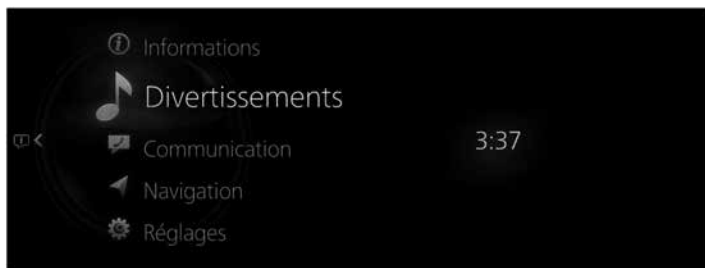 Informations
Divertissements
Communication
3:37
Navigation
Réglages